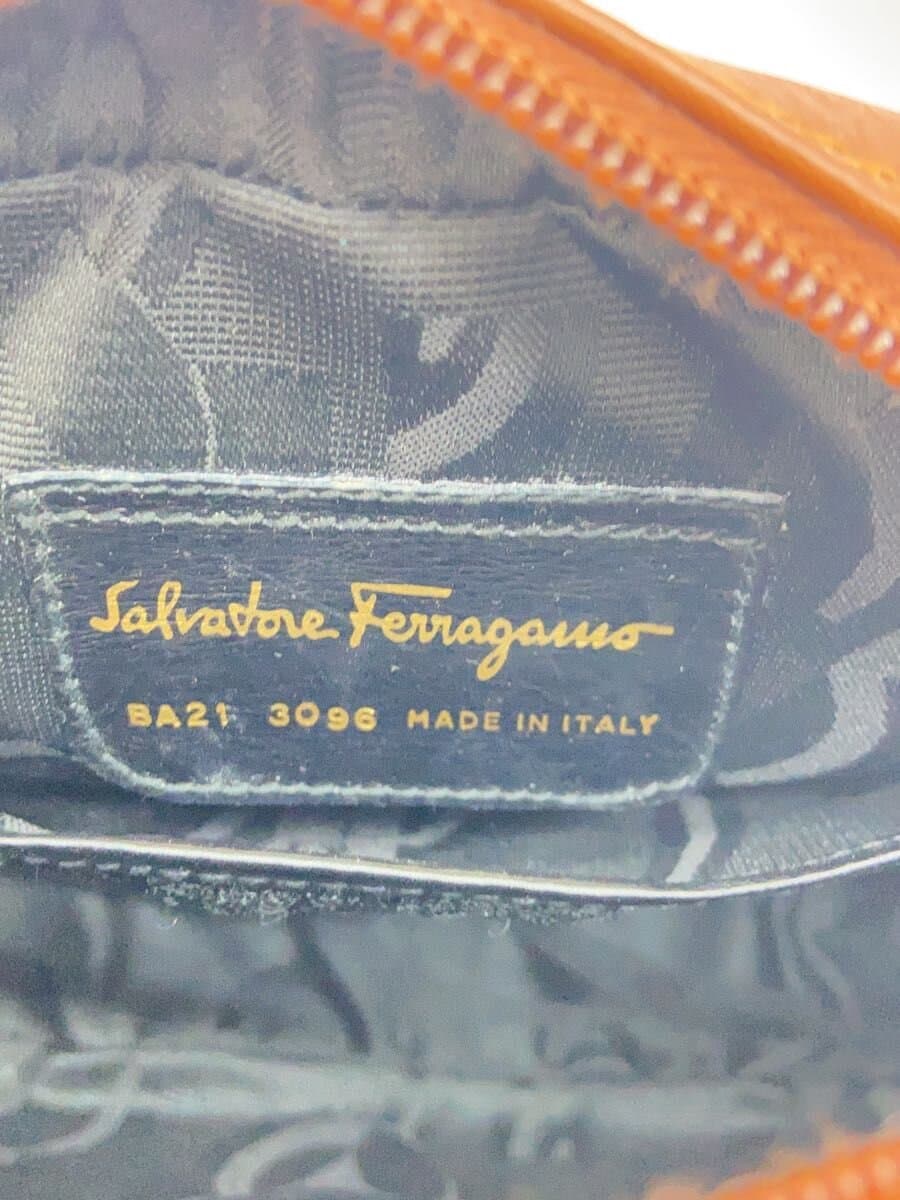 Salvatore Ferragamo
BA21 3096 MADE IN ITALY